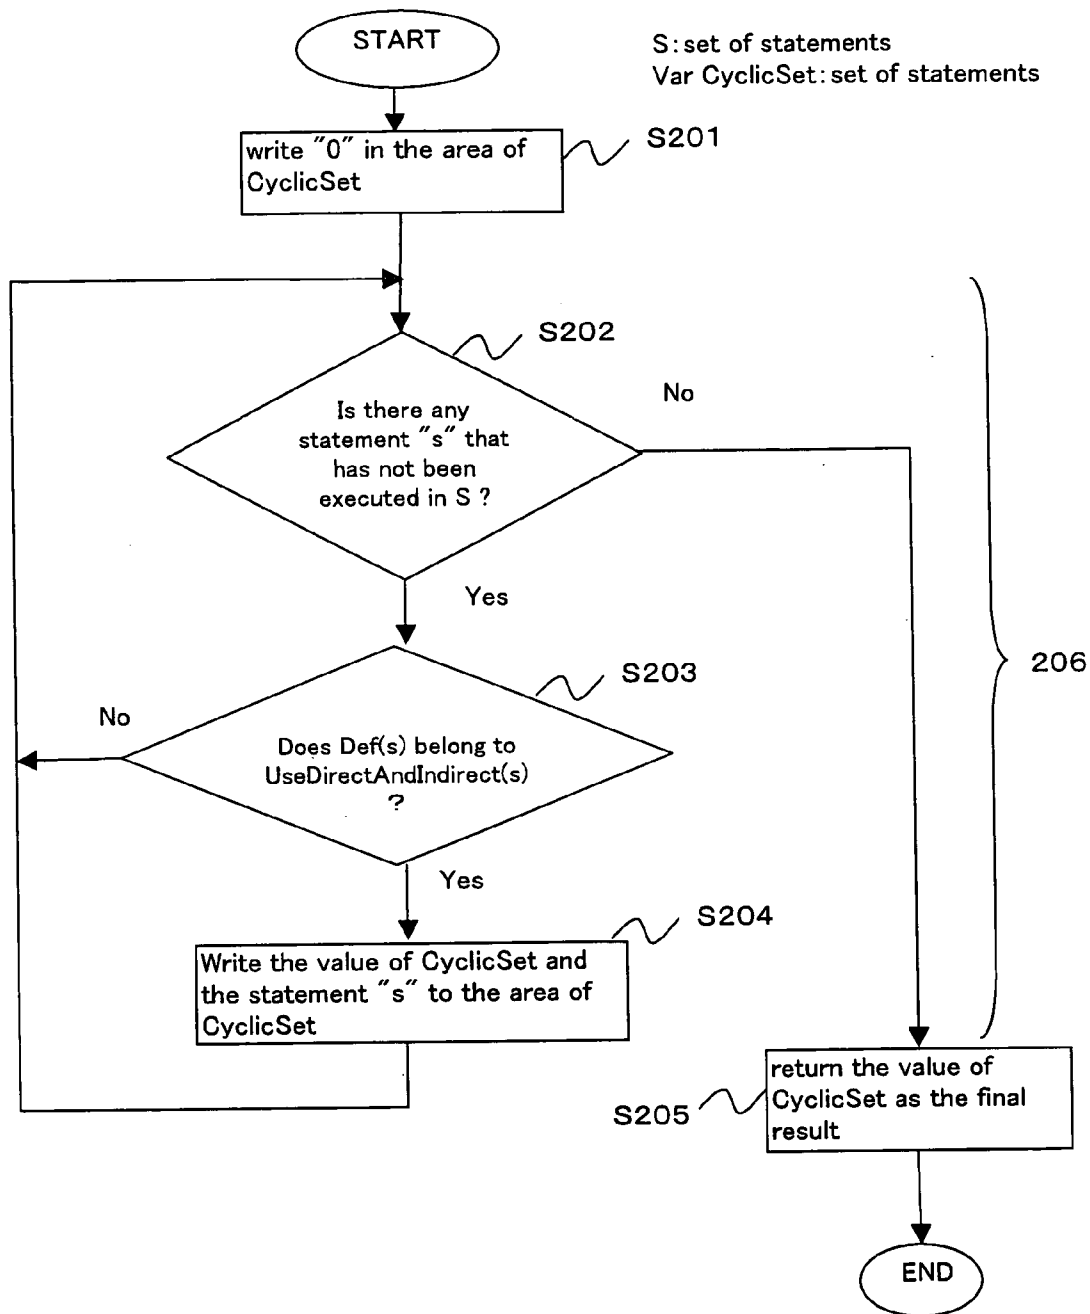 START
S:set of statements
Var CyclicSet:set of statements
write "0" in the area of
CyclicSet
S201
S202
Is there any
statement "s" that
has not been
executed in S ?
No
Yes
206
S203
No
Does Def(s) belong to
UseDirectAndIndirect(s)
?
Yes
S204
Write the value of CyclicSet and
the statement "s" to the area of
CyclicSet
return the value of
CyclicSet as the final
result
S205
END